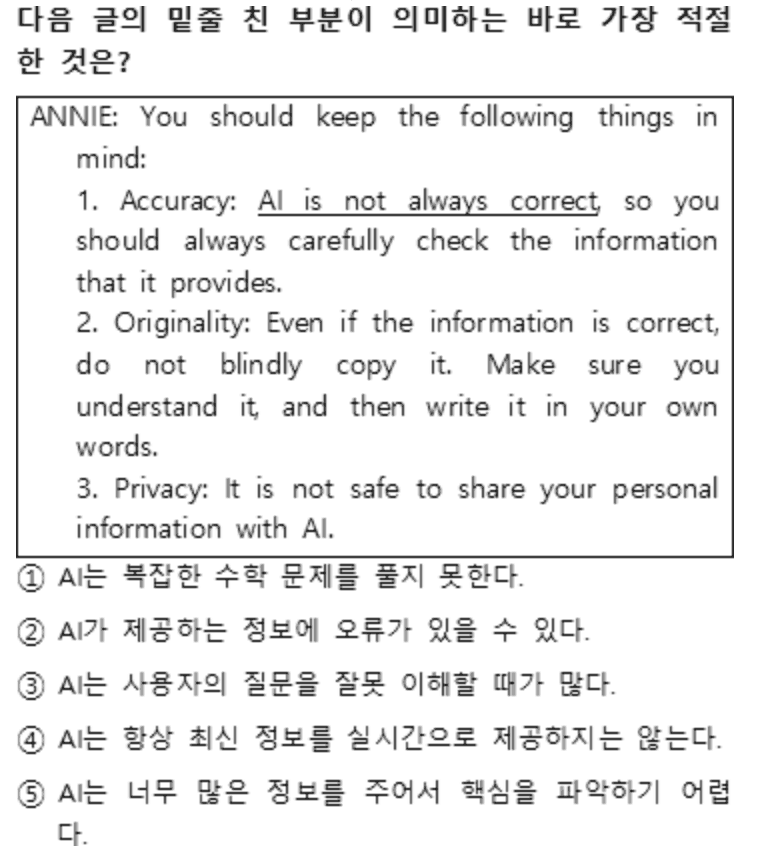 다음 글의 밑줄 친 부분이 의미하는 바로 가장 적절
한 것은?
ANNIE: You should keep the following things in
mind:
1. Accuracy: AI is not always correct, so you
should always carefully check the information
that it provides.
2. Originality: Even if the information is correct,
do not blindly copy it. Make sure you
understand it, and then write it in your own
words.
3. Privacy: It is not safe to share your personal
information with AI.
① AI는 복잡한 수학 문제를 풀지 못한다.
② AI가 제공하는 정보에 오류가 있을 수 있다.
③ AI는 사용자의 질문을 잘못 이해할 때가 많다.
④ AI는 항상 최신 정보를 실시간으로 제공하지는 않는다.
⑤ AI는 너무 많은 정보를 주어서 핵심을 파악하기 어렵
다.